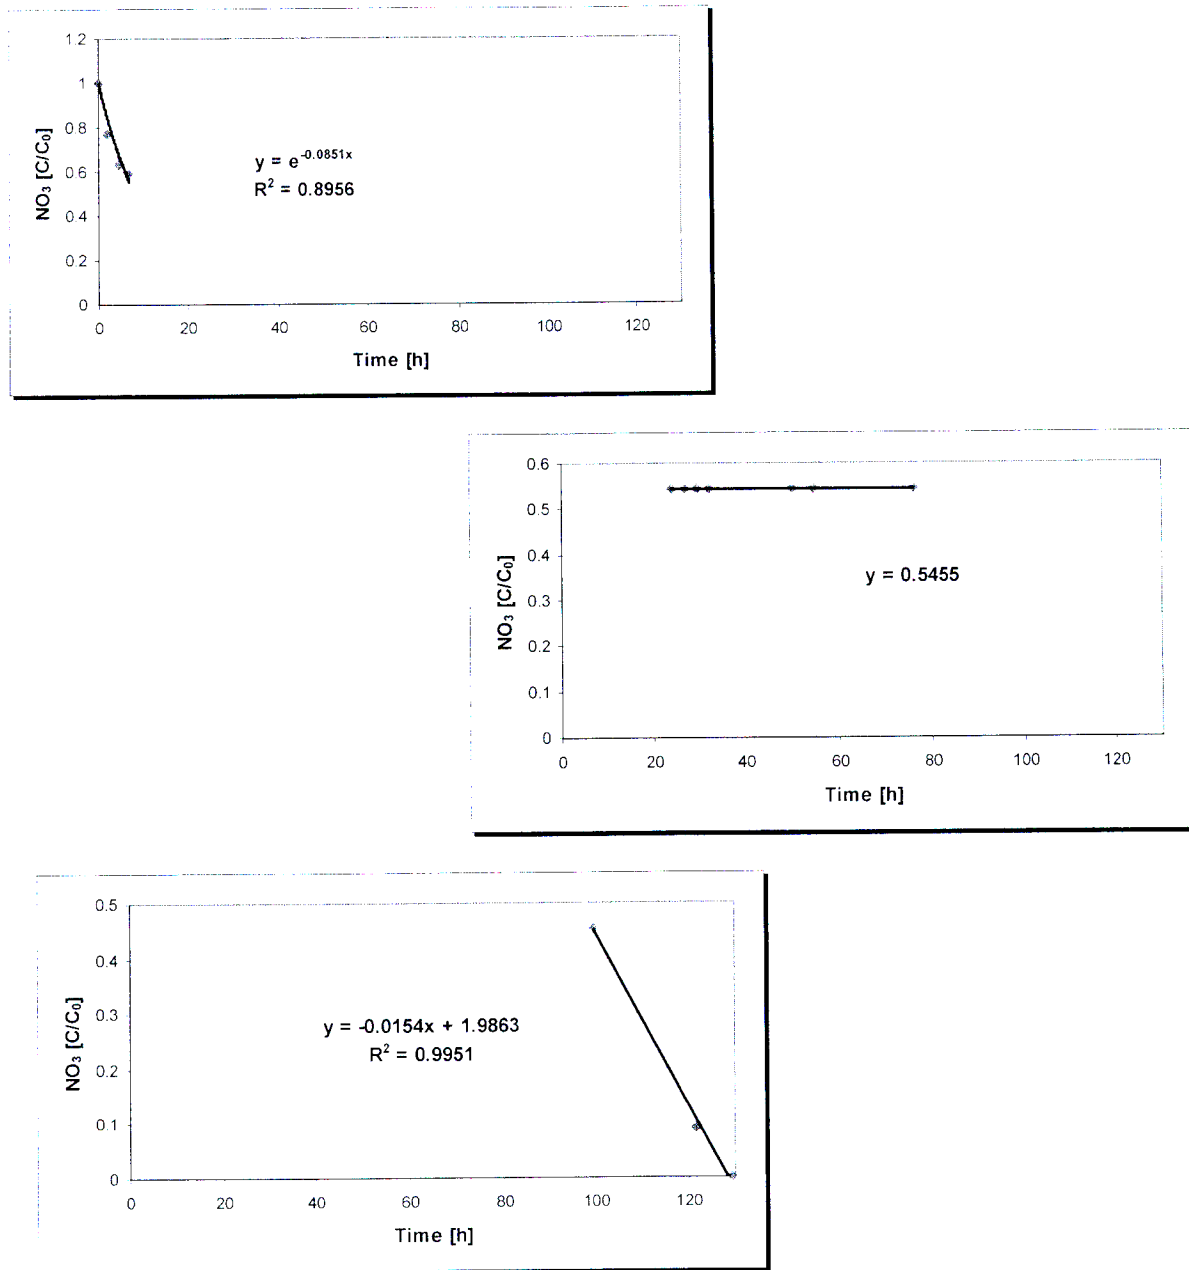 1.2
1
0.8
0.6
0.4
0.2
0
NO₃ [C/C₀]
y = e^-0.0851x
R² = 0.8956
0 20 40 60 80 100 120
Time [h]
0.6
0.5
0.4
0.3
0.2
0.1
0
NO₃ [C/C₀]
y = 0.5455
0 20 40 60 80 100 120
Time [h]
0.5
0.4
0.3
0.2
0.1
0
NO₃ [C/C₀]
y = -0.0154x + 1.9863
R² = 0.9951
0 20 40 60 80 100 120
Time [h]